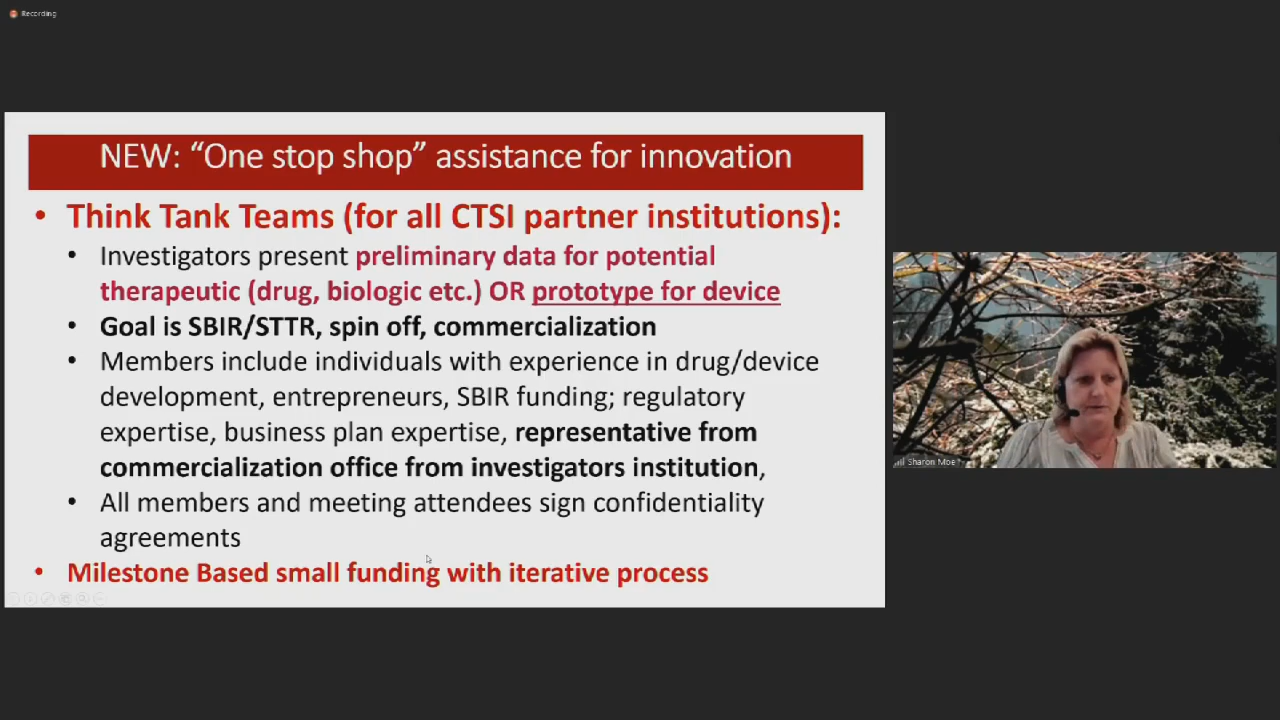 Recording
NEW: “One stop shop” assistance for innovation
• Think Tank Teams (for all CTSI partner institutions):
• Investigators present preliminary data for potential
therapeutic (drug, biologic etc.) OR prototype for device
• Goal is SBIR/STTR, spin off, commercialization
• Members include individuals with experience in drug/device
development, entrepreneurs, SBIR funding; regulatory
expertise, business plan expertise, representative from
commercialization office from investigators institution,
• All members and meeting attendees sign confidentiality
agreements
• Milestone Based small funding with iterative process
Sharon Moe